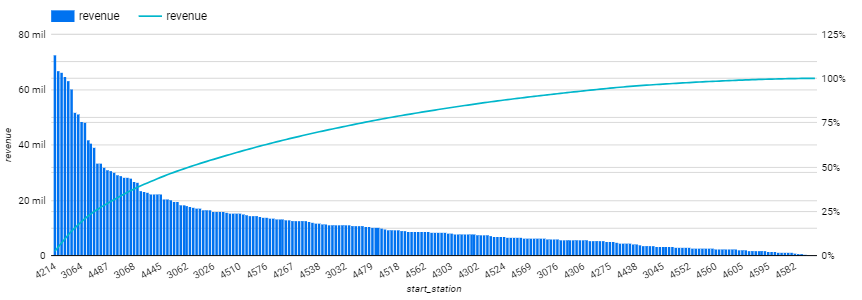 revenue revenue
80 mil 125%
100%
60 mil
75%
revenue
40 mil
50%
20 mil
25%
0 0%
4214 3064 4487 3068 4445 3062 3026 4510 4576 4267 4538 3032 4479 4518 4562 4303 4302 4524 4569 3076 4306 4275 4438 3045 4552 4560 4605 4595 4582
start_station